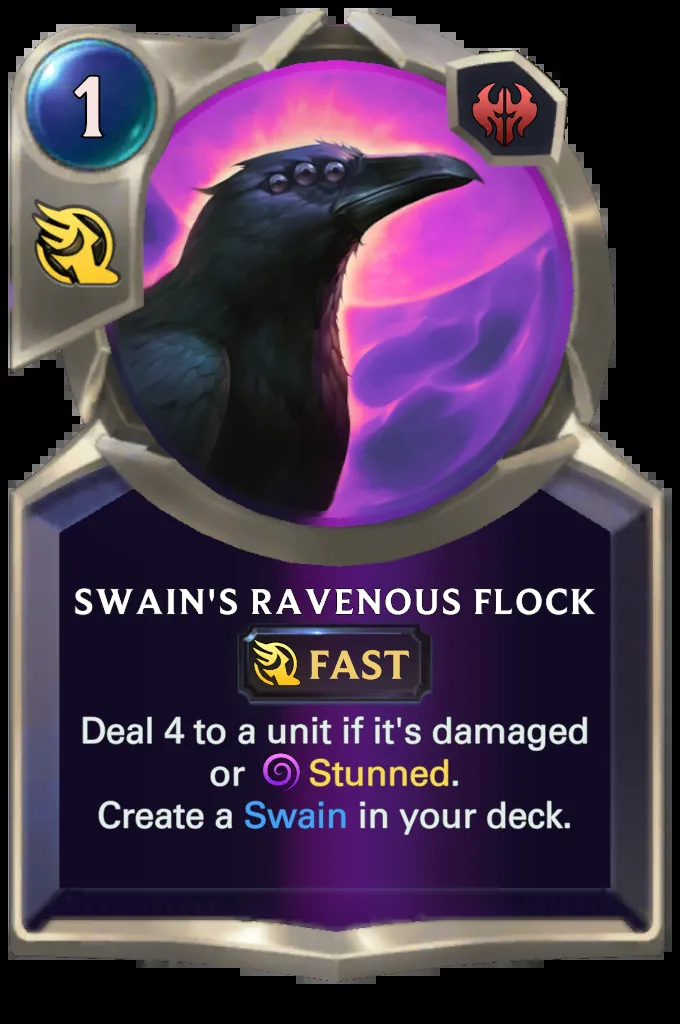 1
SWAIN'S RAVENOUS FLOCK
FAST
Deal 4 to a unit if it's damaged
or Stunned.
Create a Swain in your deck.